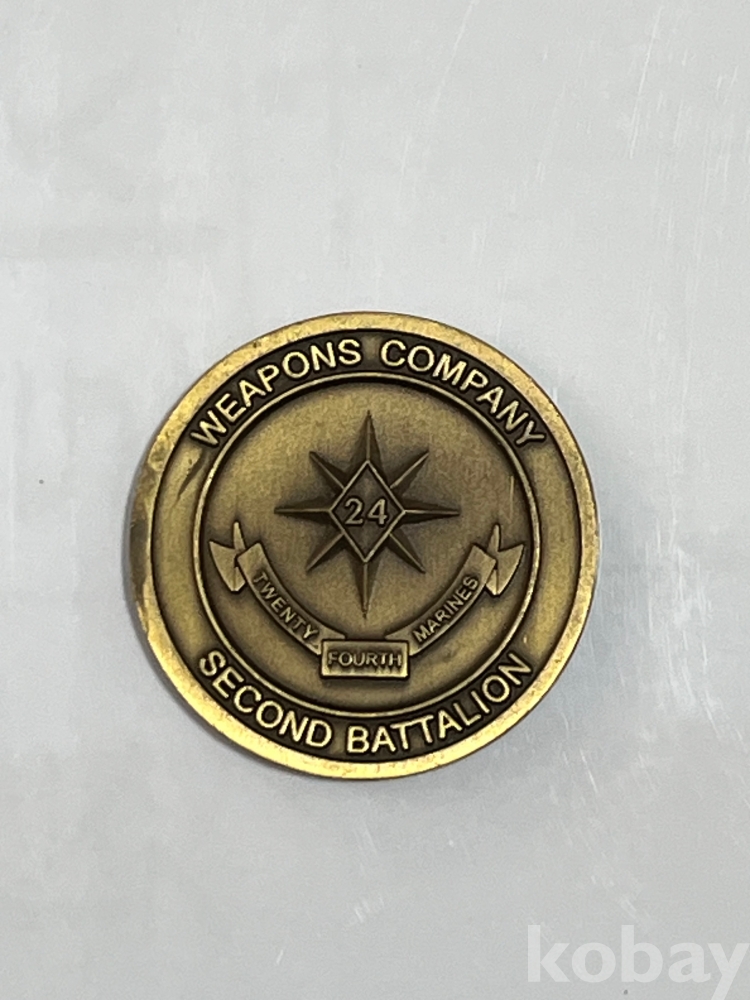 WEAPONS COMPANY
24
TWENTY
FOURTH
MARINES
SECOND BATTALION
kobay